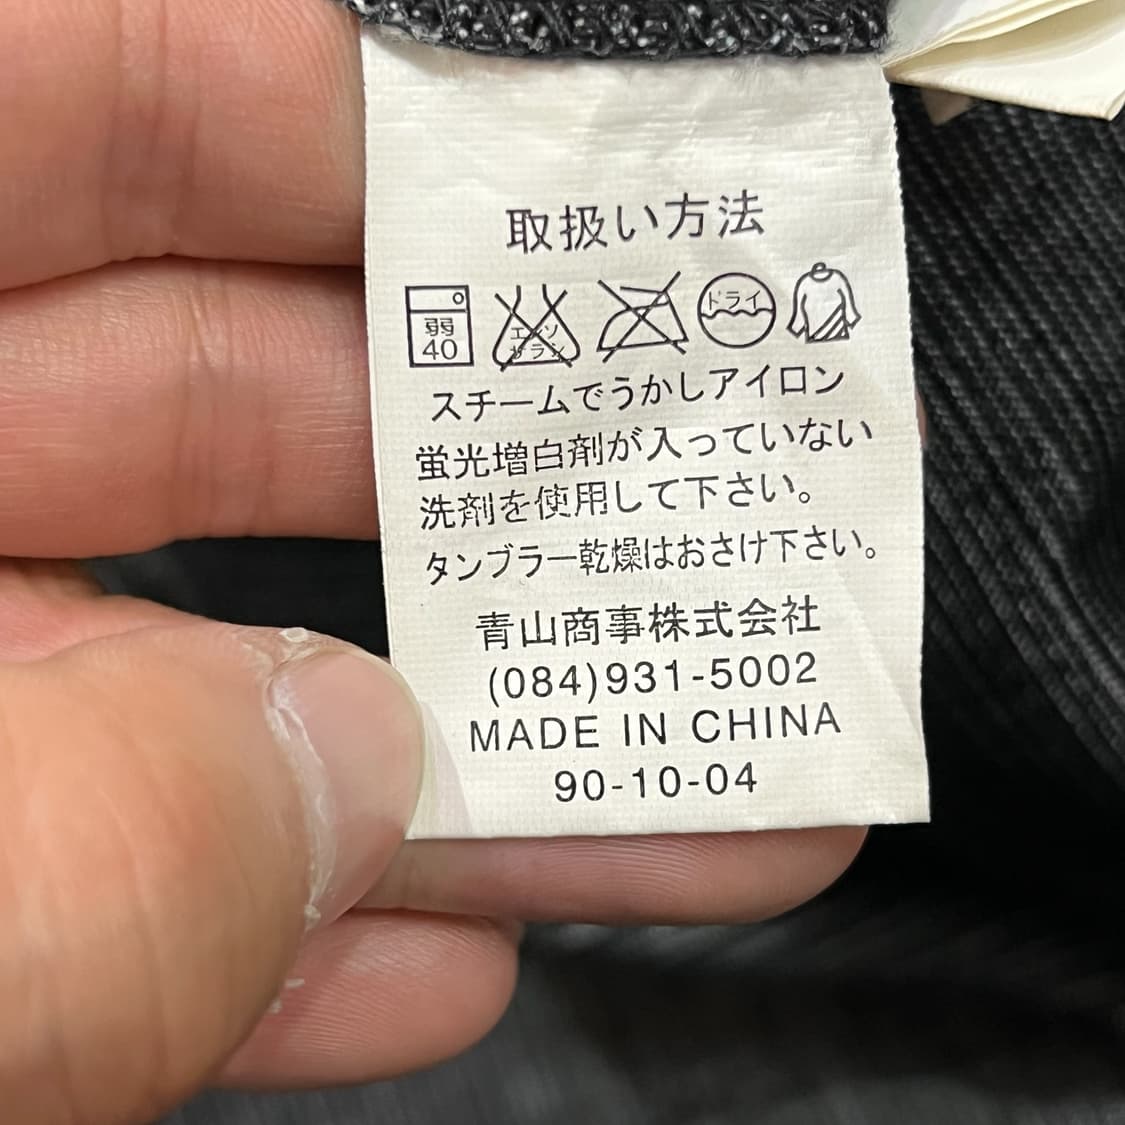 取扱い方法
弱 40 エンソ サラシ ドライ
スチームでうかしアイロン
蛍光増白剤が入っていない
洗剤を使用して下さい。
タンブラー乾燥はおさけ下さい。
青山商事株式会社
(084)931-5002
MADE IN CHINA
90-10-04